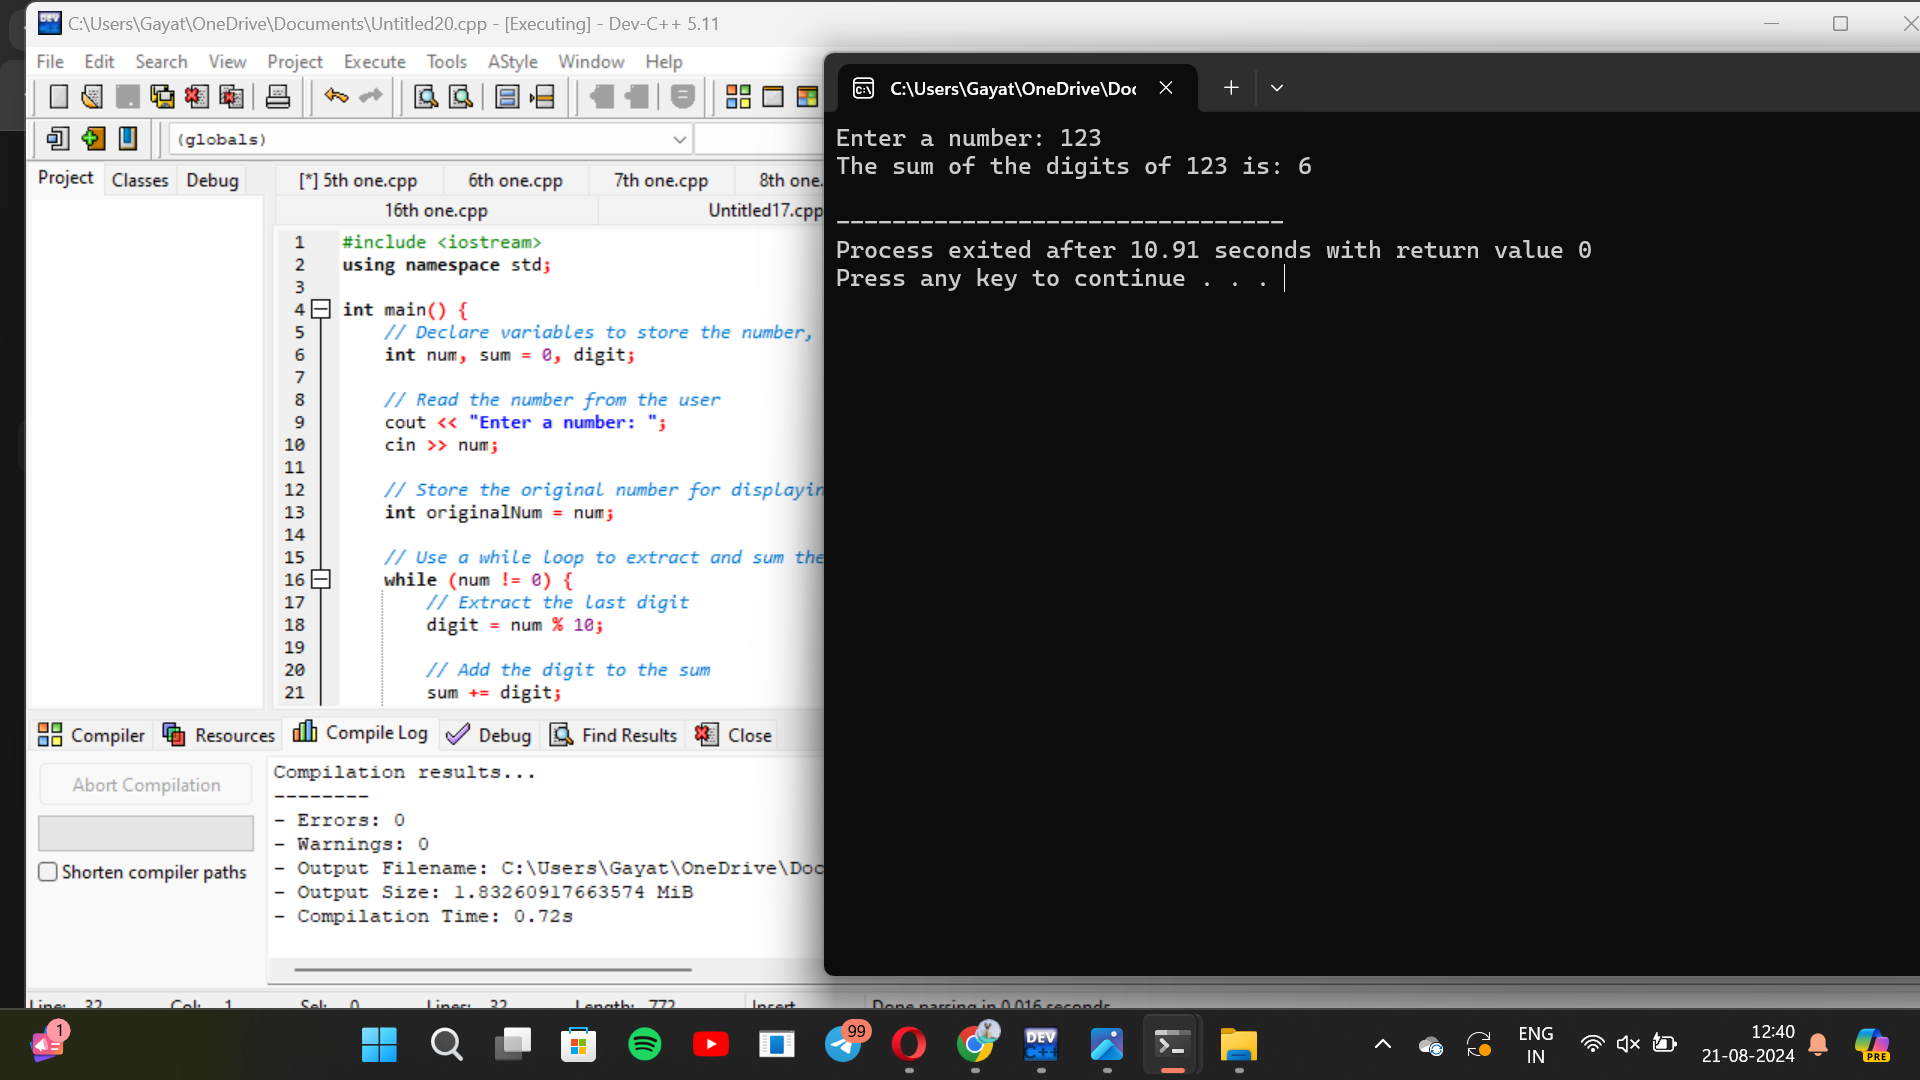 C:\Users\Gayat\OneDrive\Documents\Untitled20.cpp - [Executing] - Dev-C++ 5.11
File Edit Search View Project Execute Tools AStyle Window Help
(globals)
Project Classes Debug
[*] 5th one.cpp 6th one.cpp 7th one.cpp 8th one.
16th one.cpp Untitled17.cpp
1 #include <iostream>
2 using namespace std;
3
4 int main() {
5 // Declare variables to store the number,
6 int num, sum = 0, digit;
7
8 // Read the number from the user
9 cout << "Enter a number: ";
10 cin >> num;
11
12 // Store the original number for displayin
13 int originalNum = num;
14
15 // Use a while loop to extract and sum the
16 while (num != 0) {
17 // Extract the last digit
18 digit = num % 10;
19
20 // Add the digit to the sum
21 sum += digit;
Compiler Resources Compile Log Debug Find Results Close
Abort Compilation
Shorten compiler paths
Compilation results...
--------
- Errors: 0
- Warnings: 0
- Output Filename: C:\Users\Gayat\OneDrive\Doc
- Output Size: 1.83260917663574 MiB
- Compilation Time: 0.72s
Line: 32 Col: 1 Sel: 0 Lines: 32 Length: 772 Insert Done parsing in 0.016 seconds
C:\Users\Gayat\OneDrive\Doc
Enter a number: 123
The sum of the digits of 123 is: 6
--------------------------------
Process exited after 10.91 seconds with return value 0
Press any key to continue . . .
1
99
DEV
C++
ENG
IN
12:40
21-08-2024
PRE